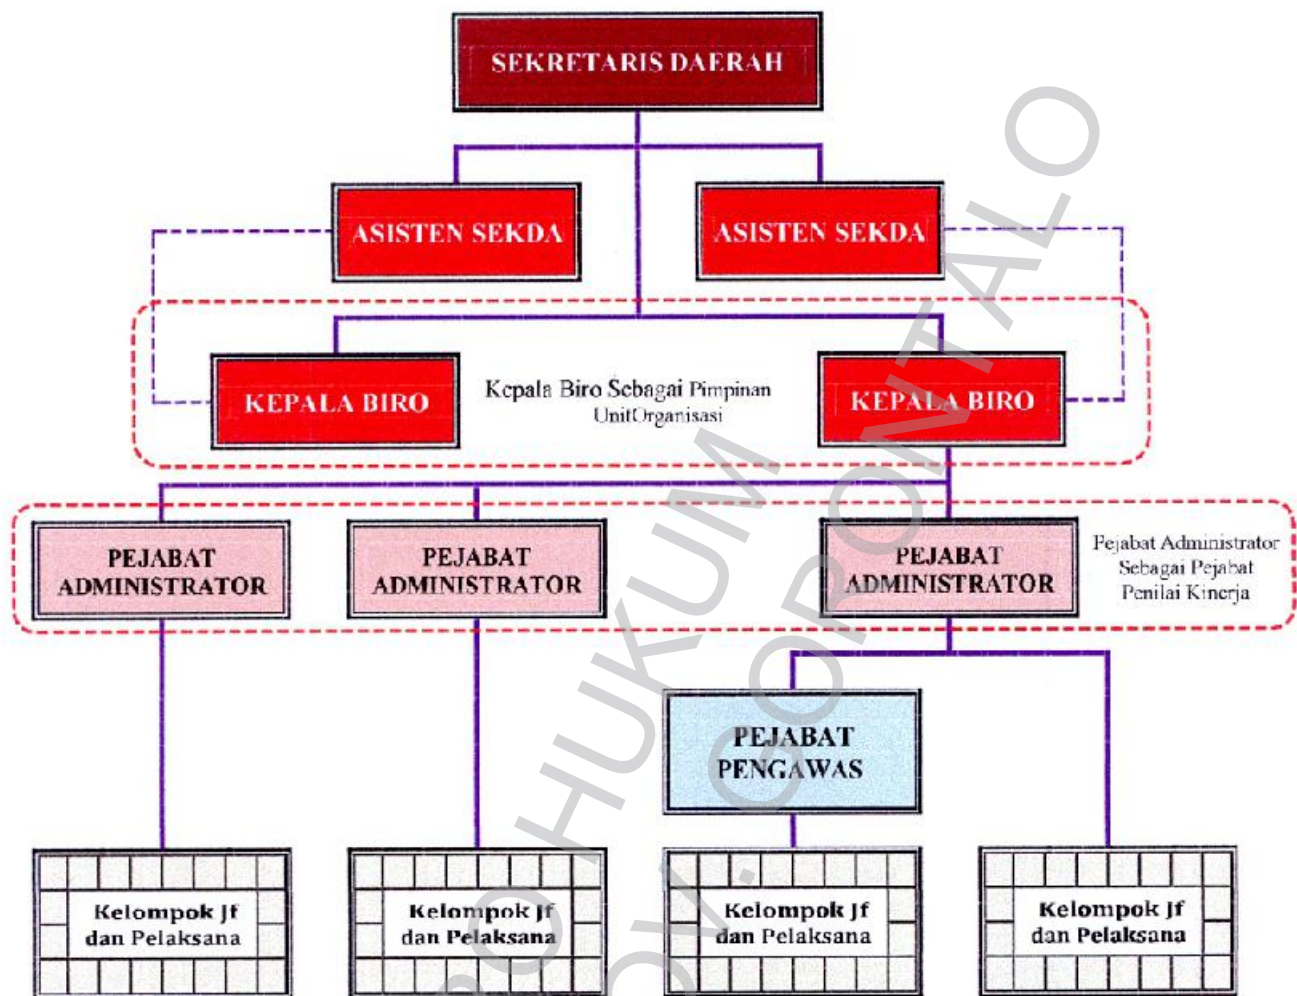 SEKRETARIS DAERAH
ASISTEN SEKDA
ASISTEN SEKDA
KEPALA BIRO
Kepala Biro Sebagai Pimpinan
UnitOrganisasi
KEPALA BIRO
PEJABAT
ADMINISTRATOR
PEJABAT
ADMINISTRATOR
PEJABAT
ADMINISTRATOR
Pejabat Administrator
Sebagai Pejabat
Penilai Kinerja
PEJABAT
PENGAWAS
Kelompok Jf
dan Pelaksana
Kelompok Jf
dan Pelaksana
Kelompok Jf
dan Pelaksana
Kelompok Jf
dan Pelaksana
HUKUM
GORONTALO